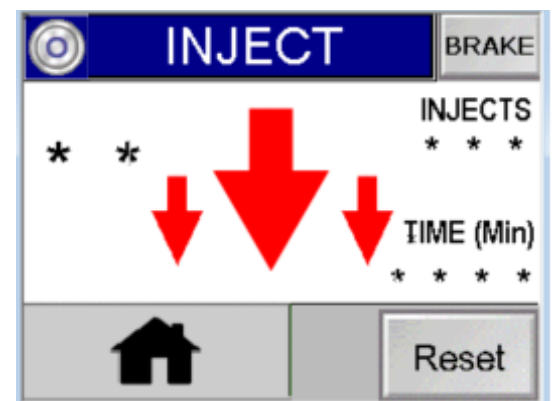 INJECT
BRAKE
INJECTS
* *
* * *
TIME (Min)
* * * *
Reset